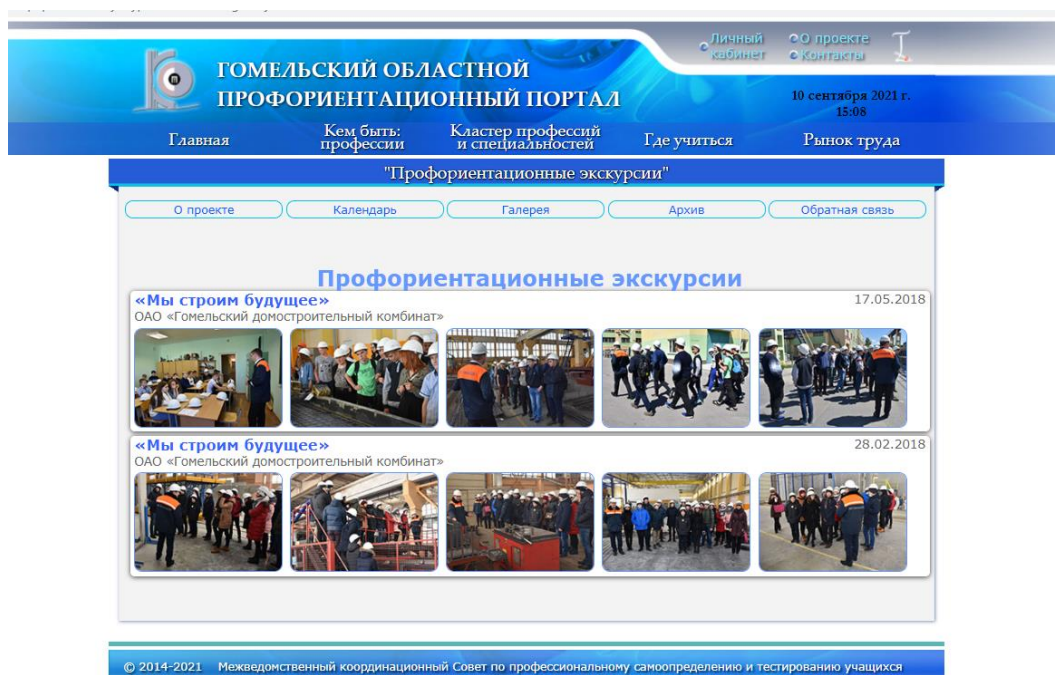 Личный
кабинет
О проекте
Контакты
ГОМЕЛЬСКИЙ ОБЛАСТНОЙ
ПРОФОРИЕНТАЦИОННЫЙ ПОРТАЛ
10 сентября 2021 г.
15:08
Главная
Кем быть:
профессии
Кластер профессий
и специальностей
Где учиться
Рынок труда
"Профориентационные экскурсии"
О проекте
Календарь
Галерея
Архив
Обратная связь
Профориентационные экскурсии
«Мы строим будущее» 17.05.2018
ОАО «Гомельский домостроительный комбинат»
«Мы строим будущее» 28.02.2018
ОАО «Гомельский домостроительный комбинат»
© 2014-2021 Межведомственный координационный Совет по профессиональному самоопределению и тестированию учащихся